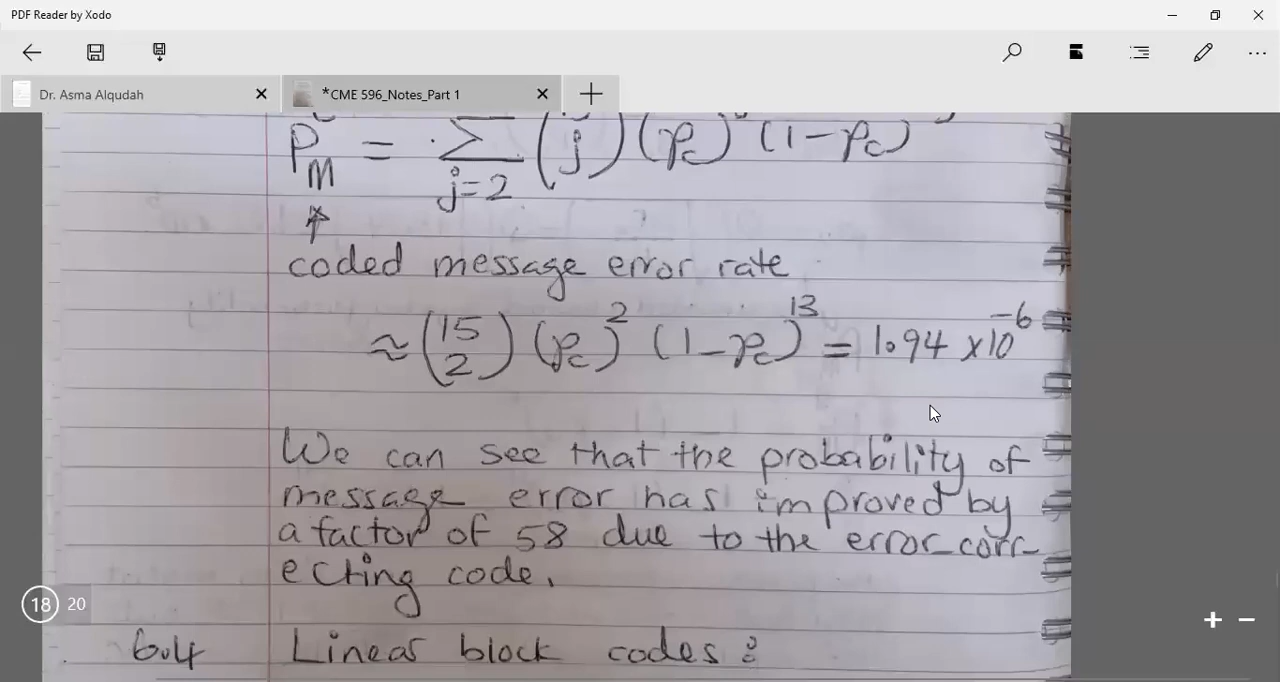 PDF Reader by Xodo
Dr. Asma Alqudah
*CME 596_Notes_Part 1
P_M = Σ_{j=2} ( j ) (p_c) (1-p_c)
coded message error rate
≈ (15 2) (p_c)^2 (1-p_c)^13 = 1.94 x10^-6
We can see that the probability of
message error has improved by
a factor of 58 due to the error-corr-
ecting code.
18 20
6.4 Linear block codes: